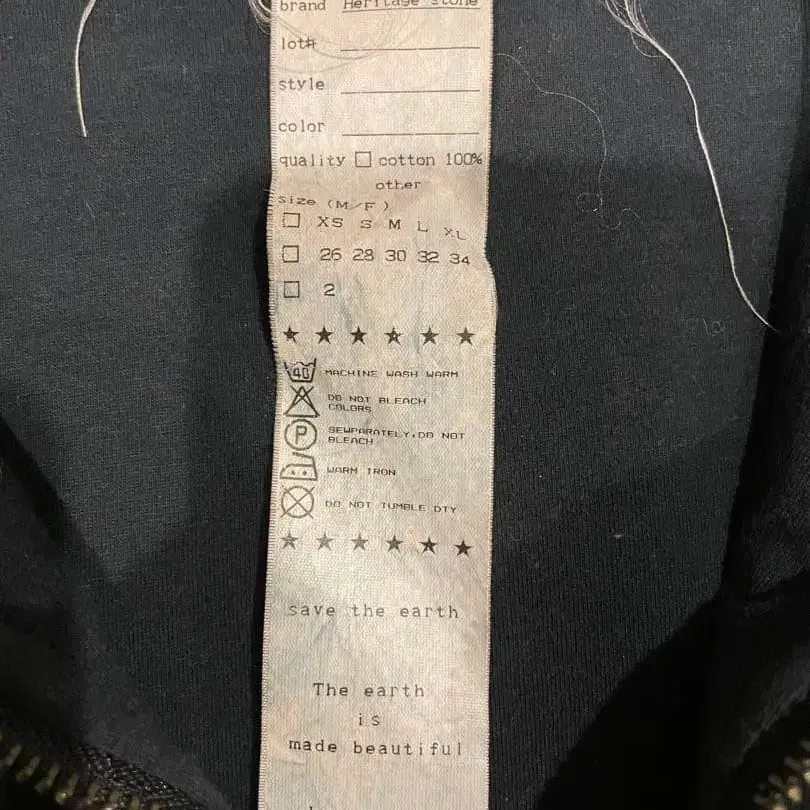 brand Heritage stone
lot#
style
color
quality cotton 100%
other
size (M/F)
XS S M L XL
26 28 30 32 34
2
40 MACHINE WASH WARM
DO NOT BLEACH
COLORS
P SEWPARATELY,DO NOT
BLEACH
WARM IRON
DO NOT TUMBLE DTY
save the earth
The earth
is
made beautiful